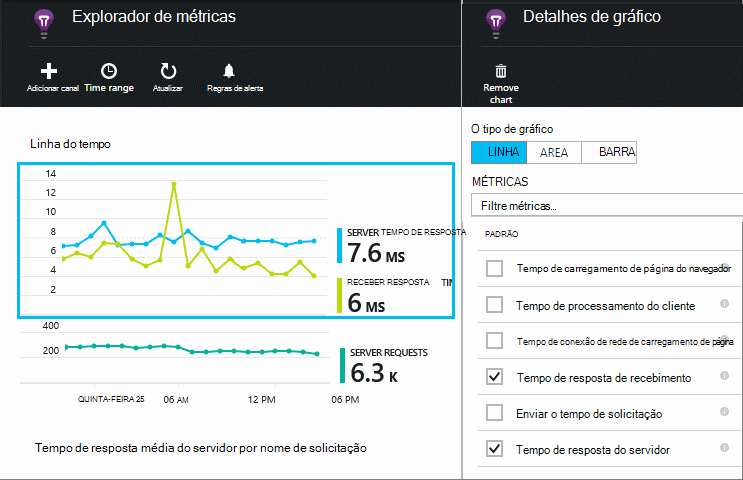 Explorador de métricas
Adicionar canal
Time range
Atualizar
Regras de alerta
Linha do tempo
14
12
10
8
6
4
2
SERVER TEMPO DE RESPOSTA
7.6 MS
RECEBER RESPOSTA TIM
6 MS
400
200
SERVER REQUESTS
6.3 K
QUINTA-FEIRA 25
06 AM
12 PM
06 PM
Tempo de resposta média do servidor por nome de solicitação
Detalhes de gráfico
Remove
chart
O tipo de gráfico
LINHA
AREA
BARRA
MÉTRICAS
Filtre métricas...
PADRÃO
Tempo de carregamento de página do navegador
Tempo de processamento do cliente
Tempo de conexão de rede de carregamento de página
Tempo de resposta de recebimento
Enviar o tempo de solicitação
Tempo de resposta do servidor